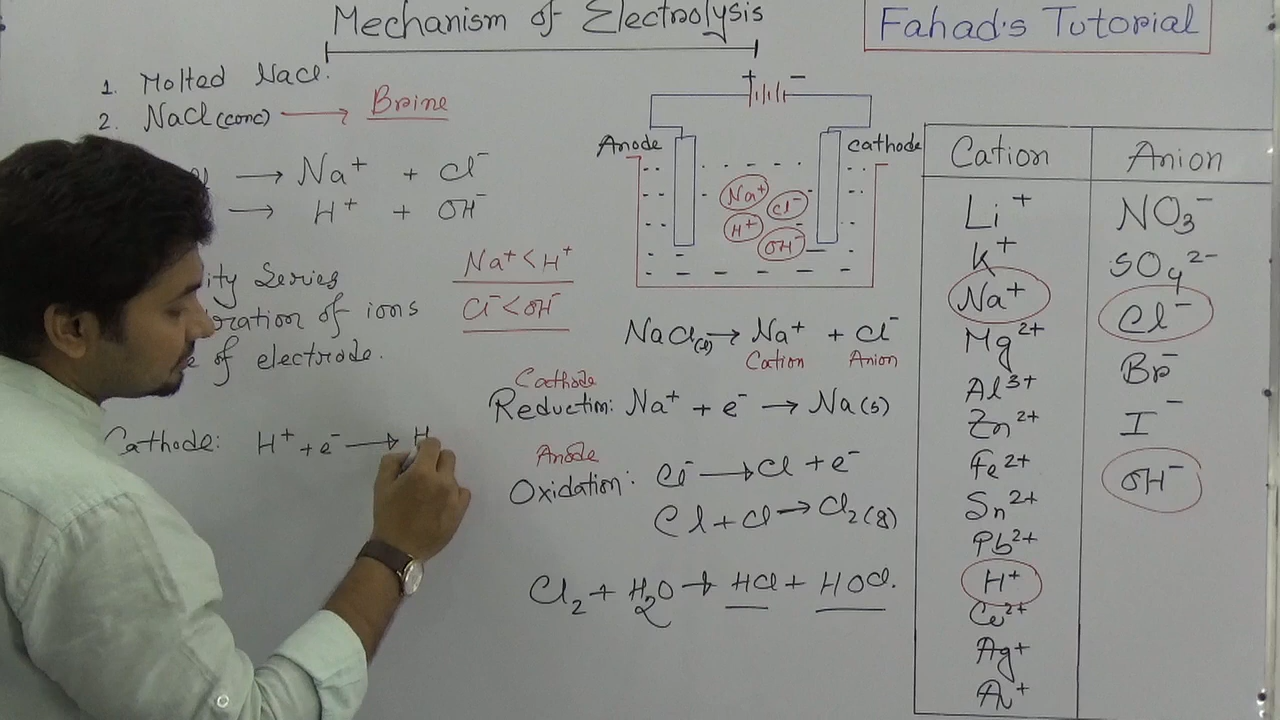 Mechanism of Electrolysis
Fahad's Tutorial
1. Molted NaCl.
2. NaCl (conc) → Brine
→ Na⁺ + Cl⁻
→ H⁺ + OH⁻
ity Series
ration of ions
of electrode.
Na⁺ < H⁺
Cl⁻ < OH⁻
Cathode: H⁺ + e⁻ → H
+ −
Anode
Cathode
Na⁺
Cl⁻
H⁺
OH⁻
NaCl(l) → Na⁺ + Cl⁻
Cation Anion
Cathode
Reduction: Na⁺ + e⁻ → Na(s)
Anode
Oxidation: Cl⁻ → Cl + e⁻
Cl + Cl → Cl₂(g)
Cl₂ + H₂O → HCl + HOCl.
Cation Anion
Li⁺ NO₃⁻
K⁺ SO₄²⁻
Na⁺ Cl⁻
Mg²⁺ Br⁻
Al³⁺ I⁻
Zn²⁺ OH⁻
Fe²⁺
Sn²⁺
Pb²⁺
H⁺
Cu²⁺
Ag⁺